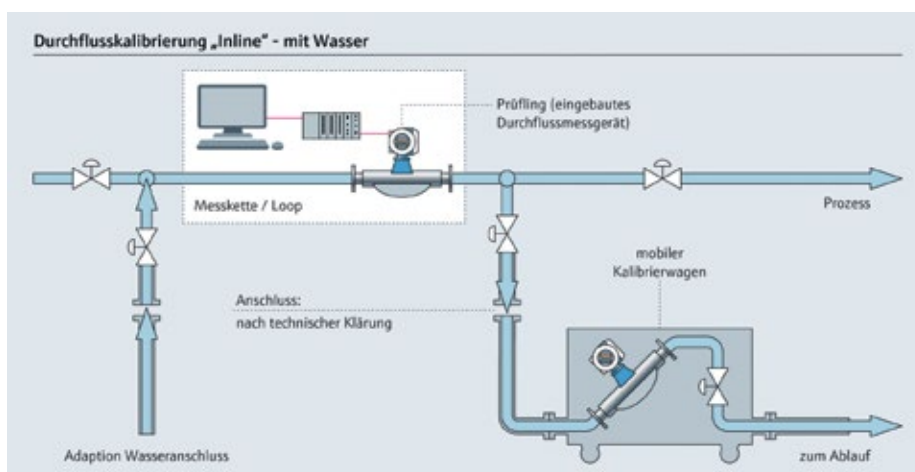 Durchflusskalibrierung „Inline" - mit Wasser
Prüfling (eingebautes
Durchflussmessgerät)
Messkette / Loop
Prozess
mobiler
Kalibrierwagen
Anschluss:
nach technischer Klärung
Adaption Wasseranschluss
zum Ablauf